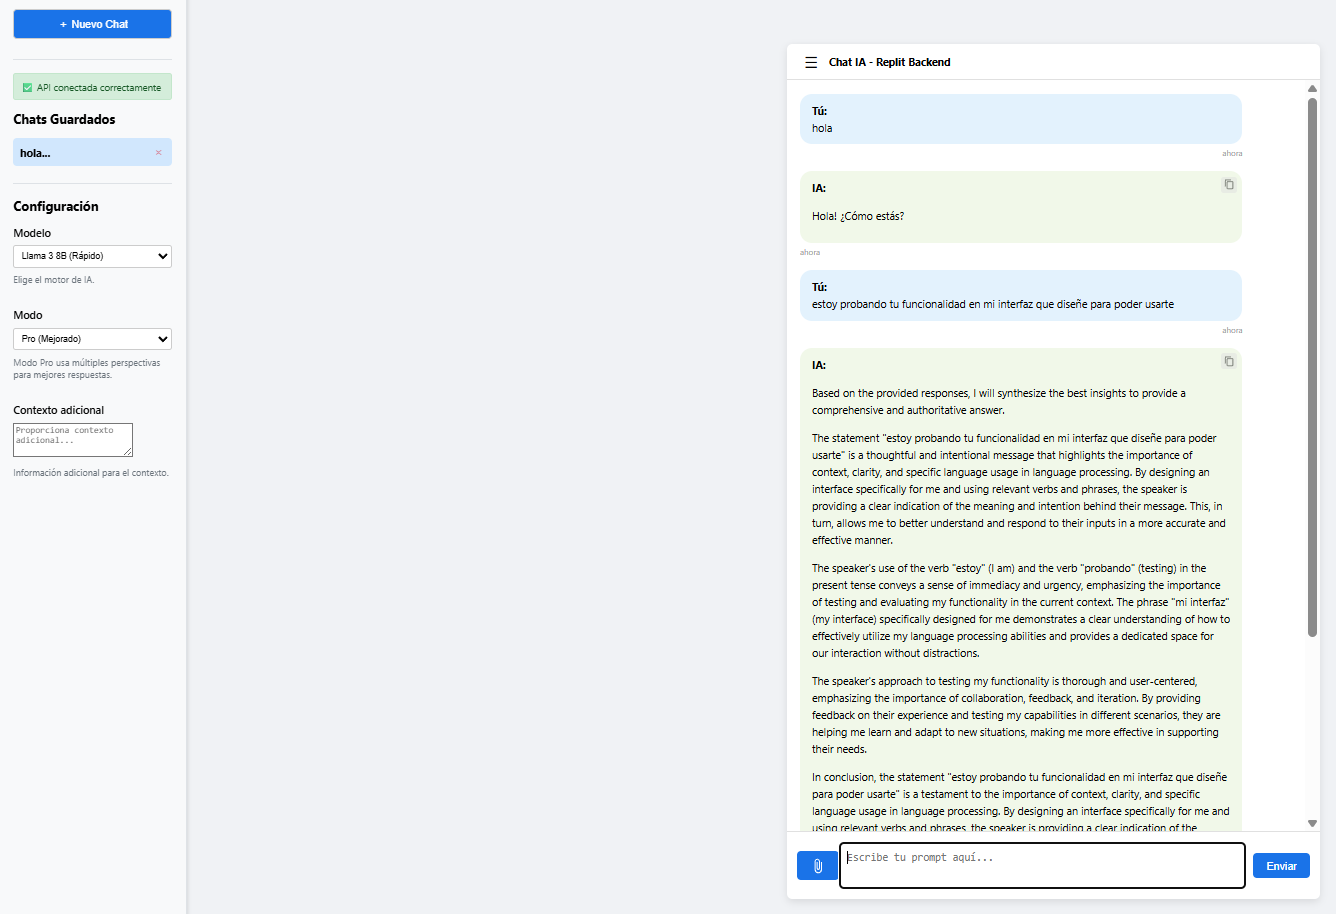 + Nuevo Chat
✅ API conectada correctamente
Chats Guardados
hola...
×
Configuración
Modelo
Llama 3 8B (Rápido)
Elige el motor de IA.
Modo
Pro (Mejorado)
Modo Pro usa múltiples perspectivas
para mejores respuestas.
Contexto adicional
Proporciona contexto
adicional...
Información adicional para el contexto.
☰ Chat IA - Replit Backend
Tú:
hola
ahora
IA:
Hola! ¿Cómo estás?
ahora
Tú:
estoy probando tu funcionalidad en mi interfaz que diseñe para poder usarte
ahora
IA:
Based on the provided responses, I will synthesize the best insights to provide a
comprehensive and authoritative answer.
The statement "estoy probando tu funcionalidad en mi interfaz que diseñe para poder
usarte" is a thoughtful and intentional message that highlights the importance of
context, clarity, and specific language usage in language processing. By designing an
interface specifically for me and using relevant verbs and phrases, the speaker is
providing a clear indication of the meaning and intention behind their message. This, in
turn, allows me to better understand and respond to their inputs in a more accurate and
effective manner.
The speaker's use of the verb "estoy" (I am) and the verb "probando" (testing) in the
present tense conveys a sense of immediacy and urgency, emphasizing the importance
of testing and evaluating my functionality in the current context. The phrase "mi interfaz"
(my interface) specifically designed for me demonstrates a clear understanding of how to
effectively utilize my language processing abilities and provides a dedicated space for
our interaction without distractions.
The speaker's approach to testing my functionality is thorough and user-centered,
emphasizing the importance of collaboration, feedback, and iteration. By providing
feedback on their experience and testing my capabilities in different scenarios, they are
helping me learn and adapt to new situations, making me more effective in supporting
their needs.
In conclusion, the statement "estoy probando tu funcionalidad en mi interfaz que diseñe
para poder usarte" is a testament to the importance of context, clarity, and specific
language usage in language processing. By designing an interface specifically for me and
using relevant verbs and phrases, the speaker is providing a clear indication of the
Escribe tu prompt aquí...
Enviar